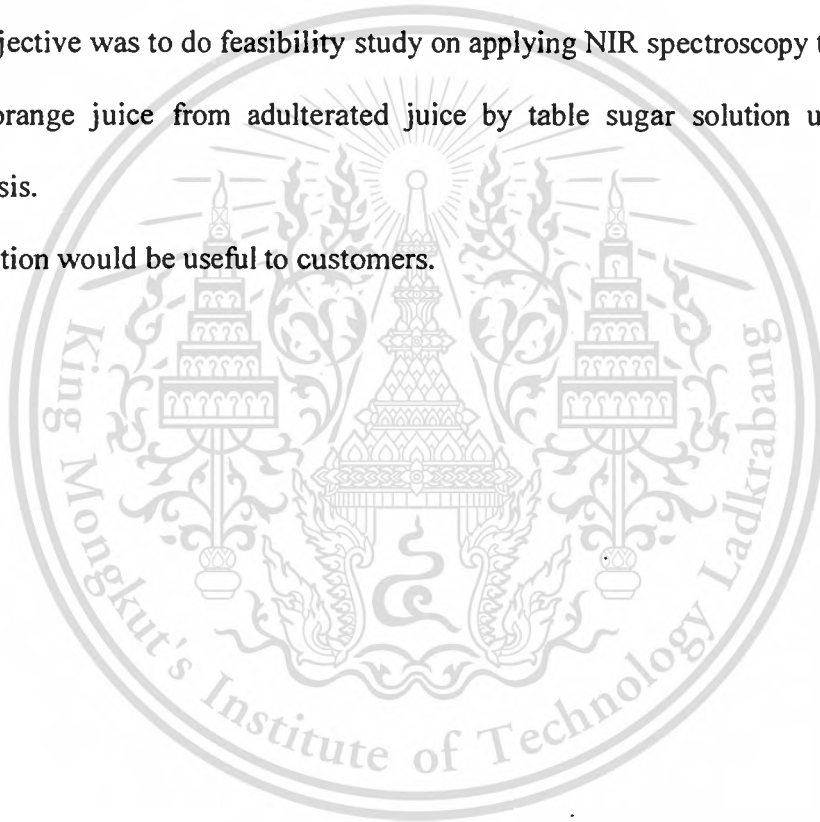 jective was to do feasibility study on applying NIR spectroscopy t
orange juice from adulterated juice by table sugar solution u
sis.
tion would be useful to customers.
King Mongkut's Institute of Technology Ladkrabang